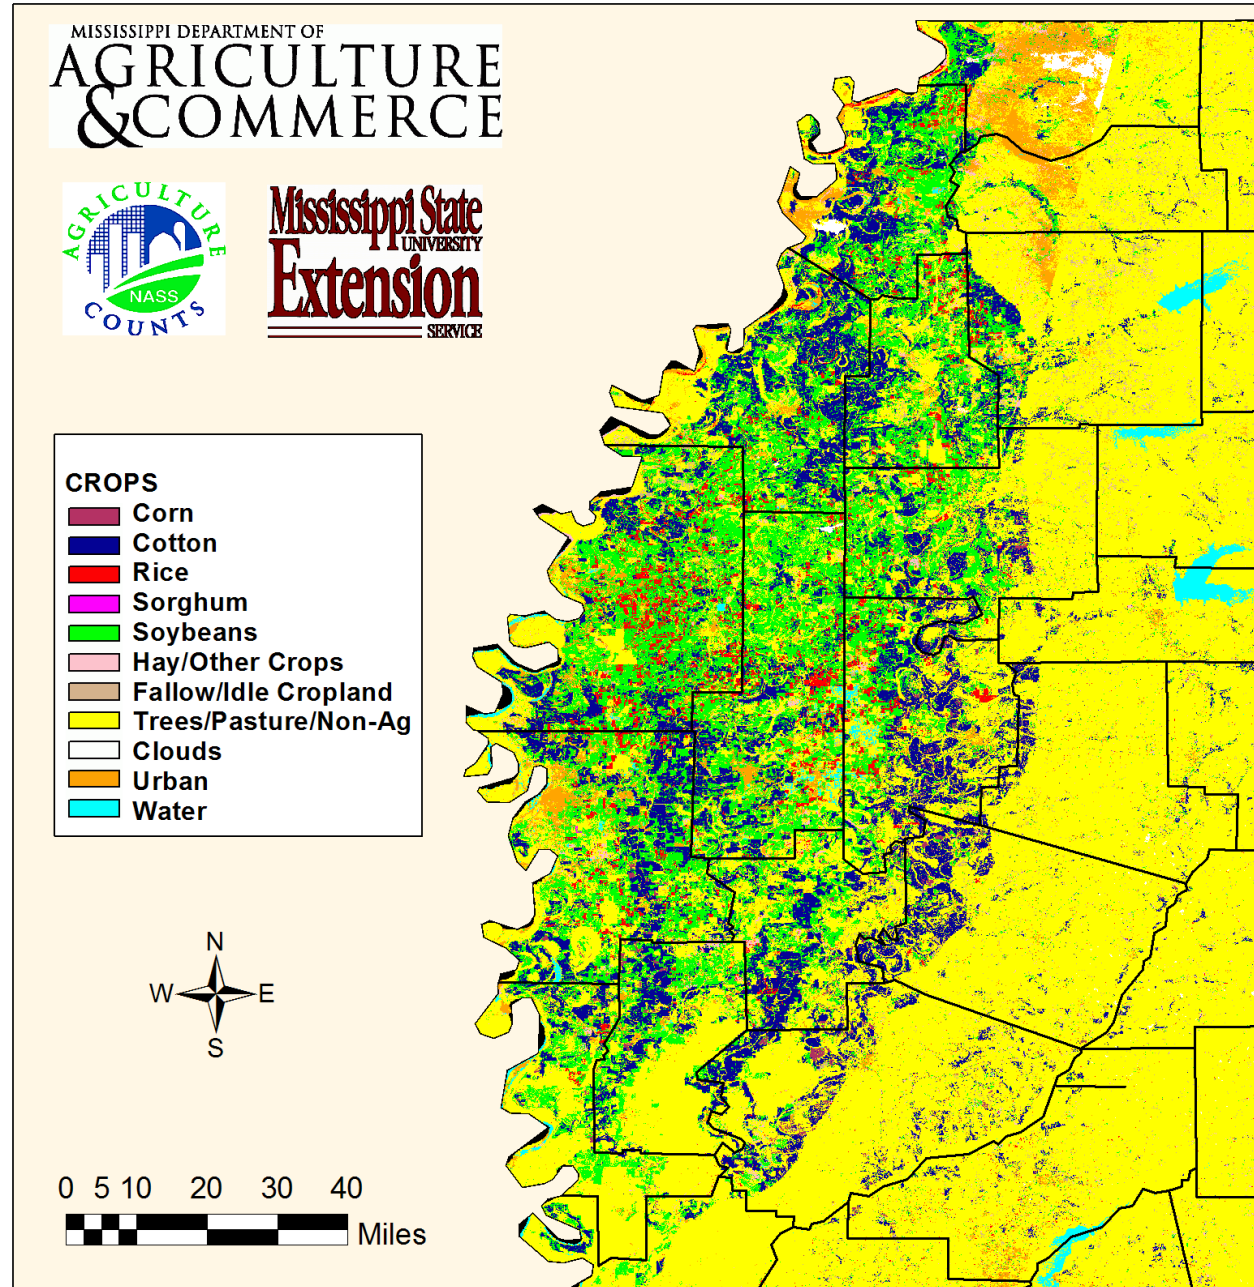 MISSISSIPPI DEPARTMENT OF
AGRICULTURE
&COMMERCE
AGRICULTURE
NASS
COUNTS
Mississippi State
UNIVERSITY
Extension
SERVICE
CROPS
Corn
Cotton
Rice
Sorghum
Soybeans
Hay/Other Crops
Fallow/Idle Cropland
Trees/Pasture/Non-Ag
Clouds
Urban
Water
N
W E
S
0 5 10 20 30 40
Miles